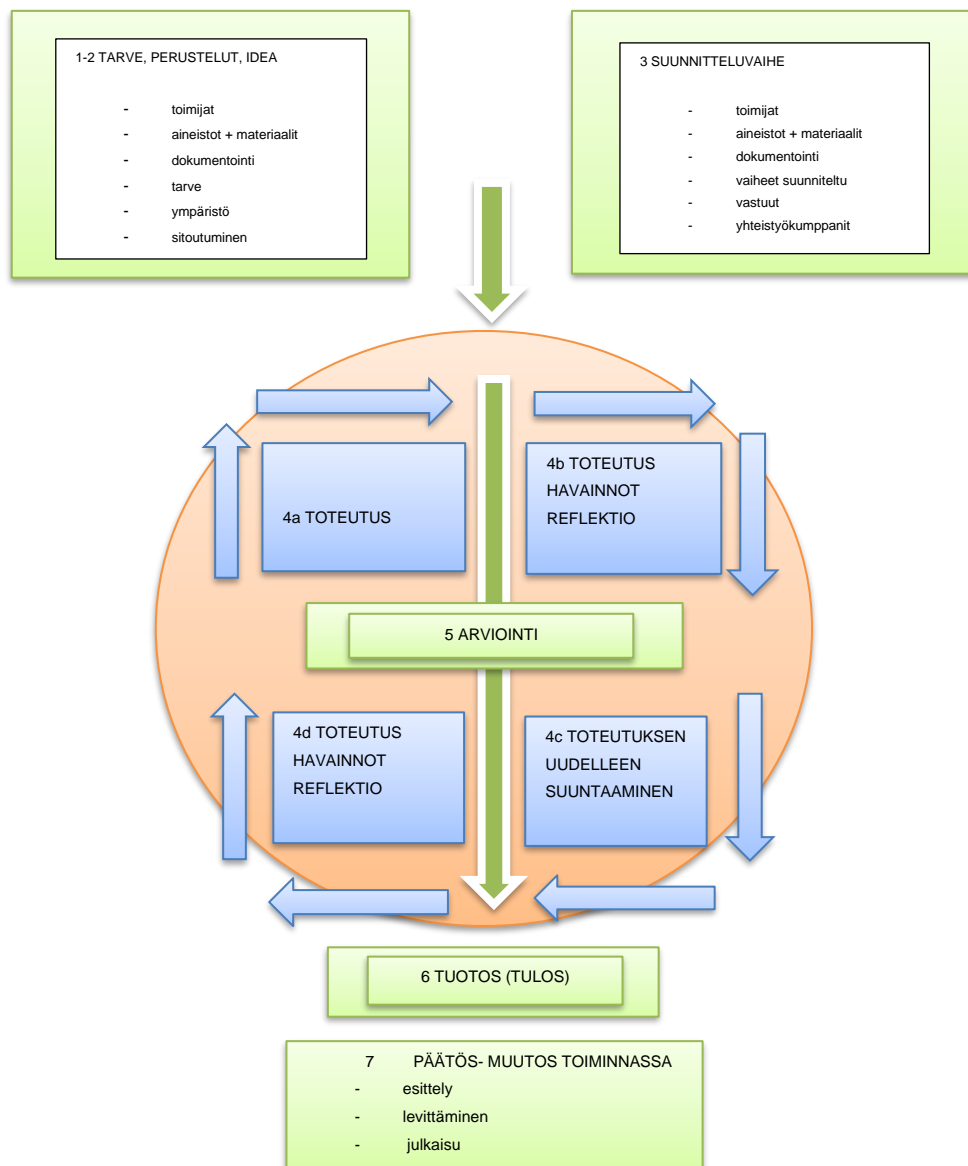 1-2 TARVE, PERUSTELUT, IDEA
- toimijat
- aineistot + materiaalit
- dokumentointi
- tarve
- ympäristö
- sitoutuminen
3 SUUNNITTELUVAIHE
- toimijat
- aineistot + materiaalit
- dokumentointi
- vaiheet suunniteltu
- vastuut
- yhteistyökumppanit
4a TOTEUTUS
4b TOTEUTUS
HAVAINNOT
REFLEKTIO
5 ARVIOINTI
4d TOTEUTUS
HAVAINNOT
REFLEKTIO
4c TOTEUTUKSEN
UUDELLEEN
SUUNTAAMINEN
6 TUOTOS (TULOS)
7 PÄÄTÖS- MUUTOS TOIMINNASSA
- esittely
- levittäminen
- julkaisu